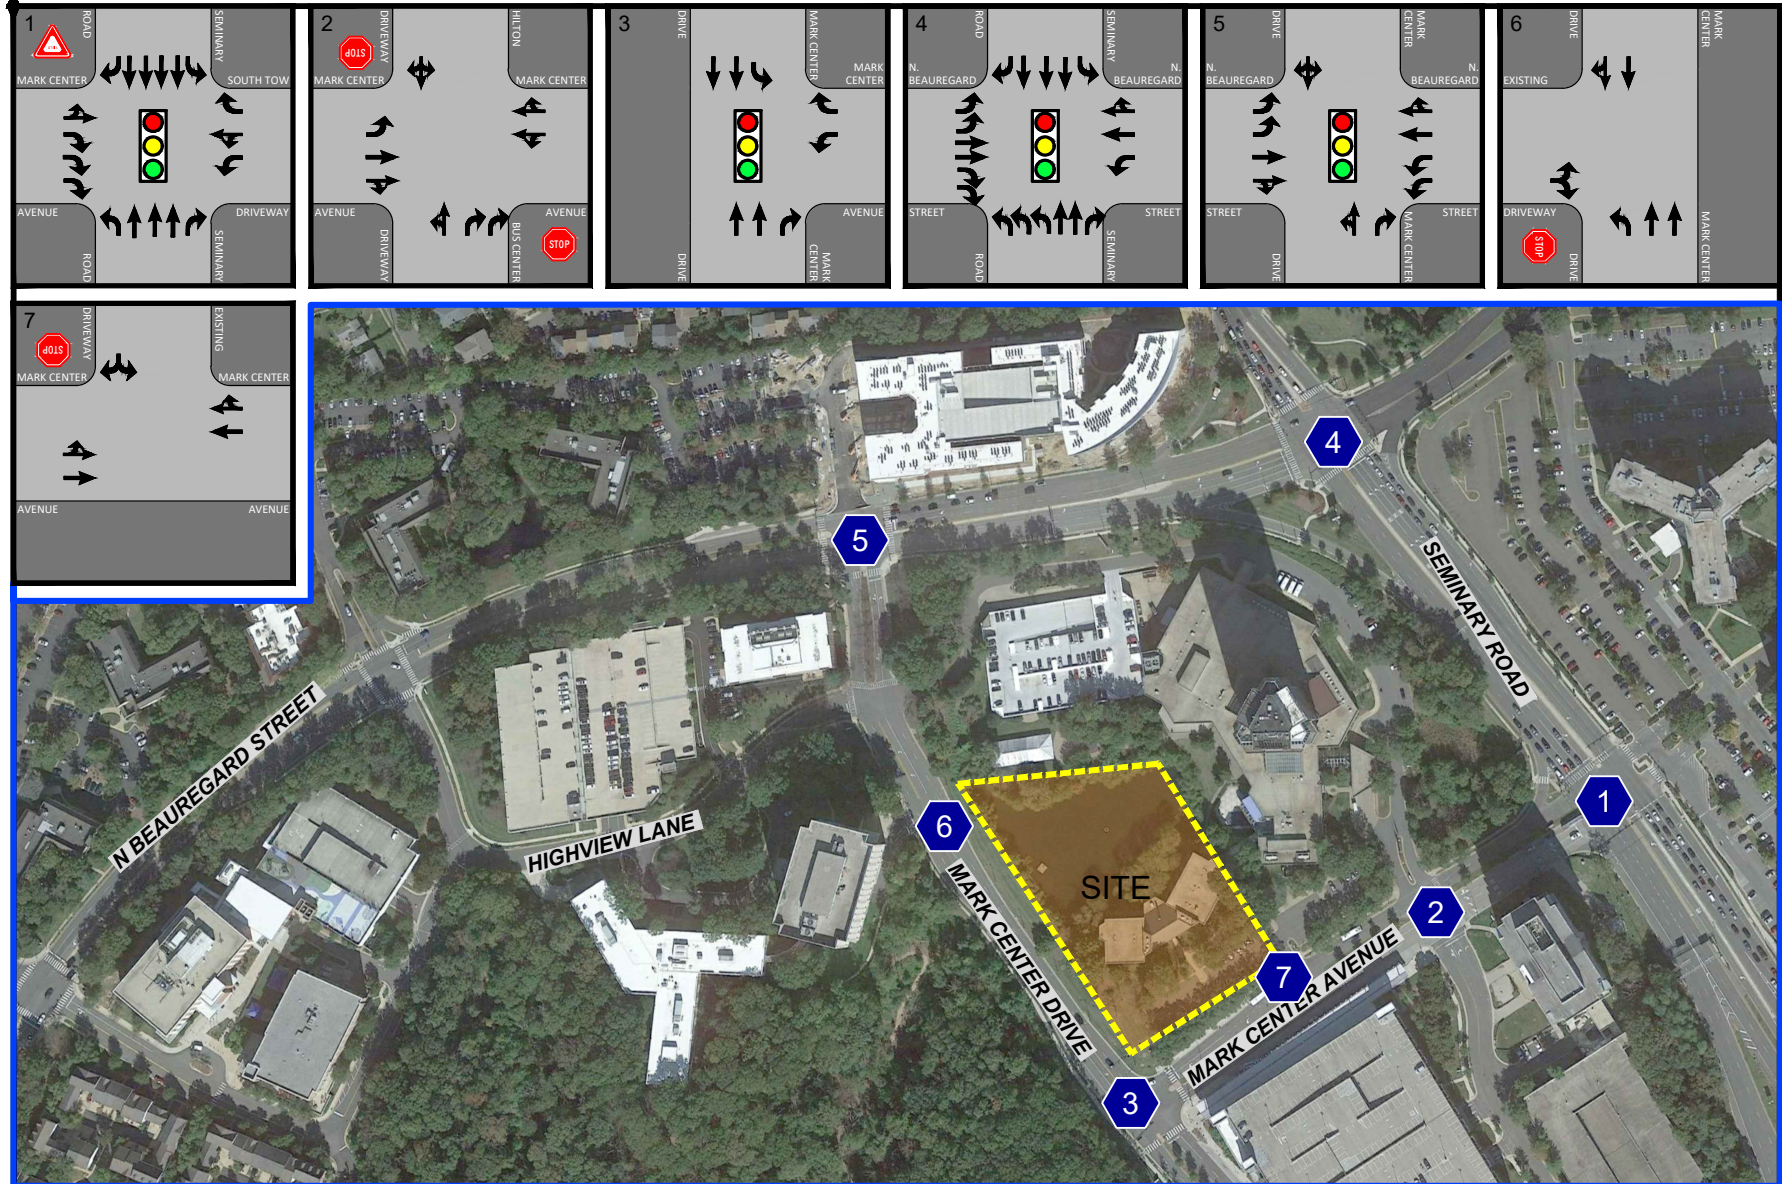 1
ROAD
SEMINARY
MARK CENTER
SOUTH TOW
AVENUE
DRIVEWAY
ROAD
SEMINARY
2
STOP
DRIVEWAY
HILTON
MARK CENTER
MARK CENTER
AVENUE
AVENUE
DRIVEWAY
BUS CENTER
STOP
3
DRIVE
MARK CENTER
MARK
CENTER
AVENUE
DRIVE
MARK
CENTER
4
ROAD
SEMINARY
N.
BEAUREGARD
N.
BEAUREGARD
STREET
STREET
ROAD
SEMINARY
5
DRIVE
MARK
CENTER
N.
BEAUREGARD
N.
BEAUREGARD
STREET
STREET
DRIVE
MARK CENTER
6
DRIVE
MARK
CENTER
EXISTING
DRIVEWAY
STOP
DRIVE
MARK CENTER
7
STOP
DRIVEWAY
EXISTING
MARK CENTER
MARK CENTER
AVENUE
AVENUE
4
5
SEMINARY ROAD
N BEAUREGARD STREET
1
6
HIGHVIEW LANE
SITE
2
MARK CENTER DRIVE
7
MARK CENTER AVENUE
3